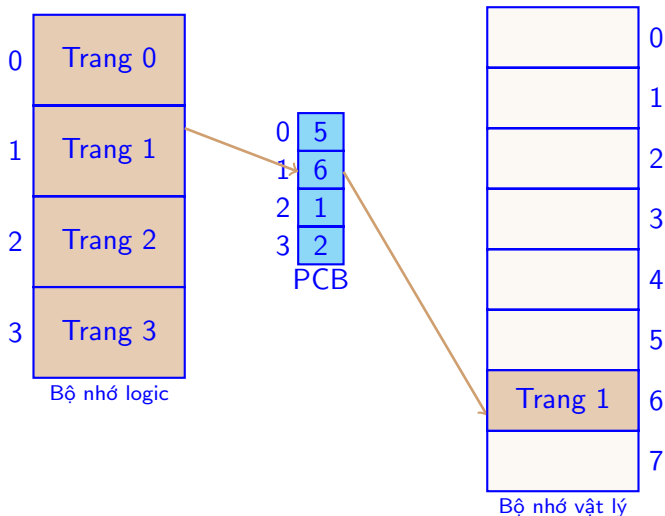 0
Trang 0
1
Trang 1
2
Trang 2
3
Trang 3
Bộ nhớ logic
0 5
1 6
2 1
3 2
PCB
0
1
2
3
4
5
Trang 1 6
7
Bộ nhớ vật lý